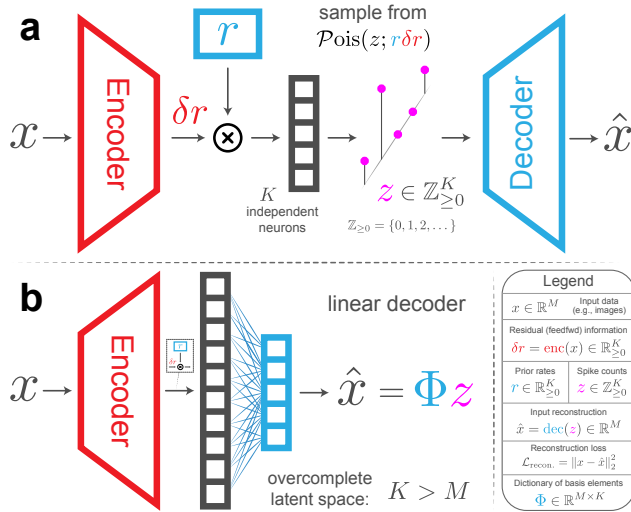 a
x
Encoder
δr
r
⊗
K
independent
neurons
sample from
𝒫ois(z; rδr)
z ∈ ℤ^K_{≥0}
ℤ_{≥0} = {0, 1, 2, . . . }
Decoder
x̂
b
x
Encoder
r
δr
linear decoder
x̂ = Φz
overcomplete
latent space: K > M
Legend
x ∈ ℝ^M Input data
(e.g., images)
Residual (feedfwd) information
δr = enc(x) ∈ ℝ^K_{≥0}
Prior rates
r ∈ ℝ^K_{≥0}
Spike counts
z ∈ ℤ^K_{≥0}
Input reconstruction
x̂ = dec(z) ∈ ℝ^M
Reconstruction loss
ℒ_{recon.} = ‖x − x̂‖²₂
Dictionary of basis elements
Φ ∈ ℝ^{M×K}